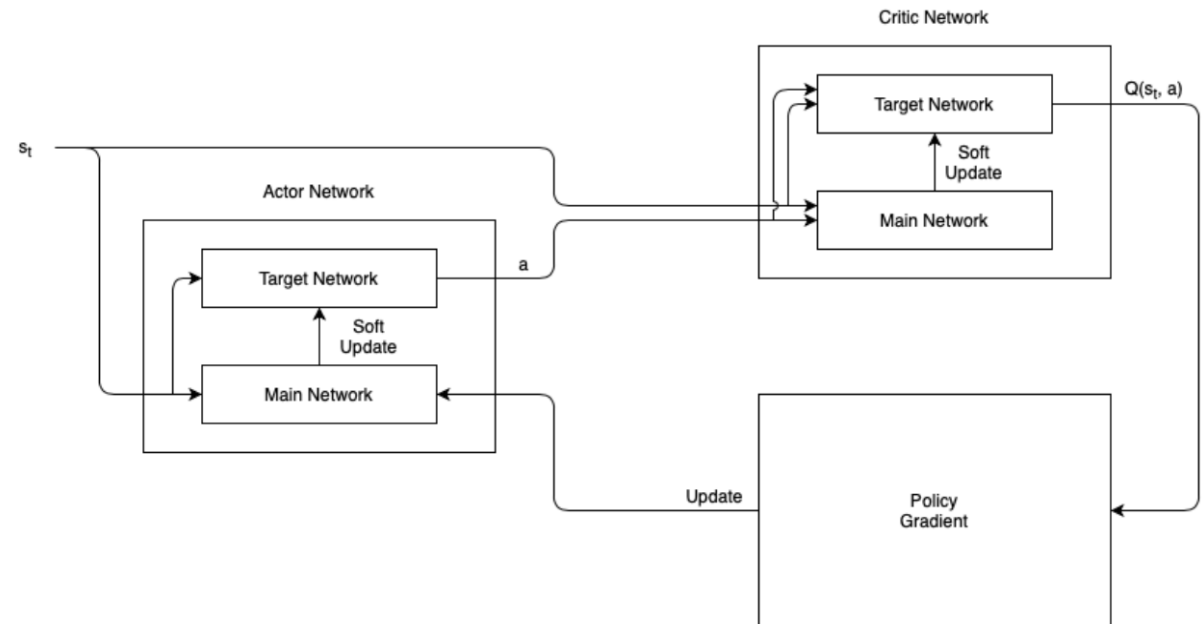 Critic Network
Target Network
Q(sₜ, a)
Soft
Update
Main Network
sₜ
Actor Network
Target Network
a
Soft
Update
Main Network
Update
Policy
Gradient